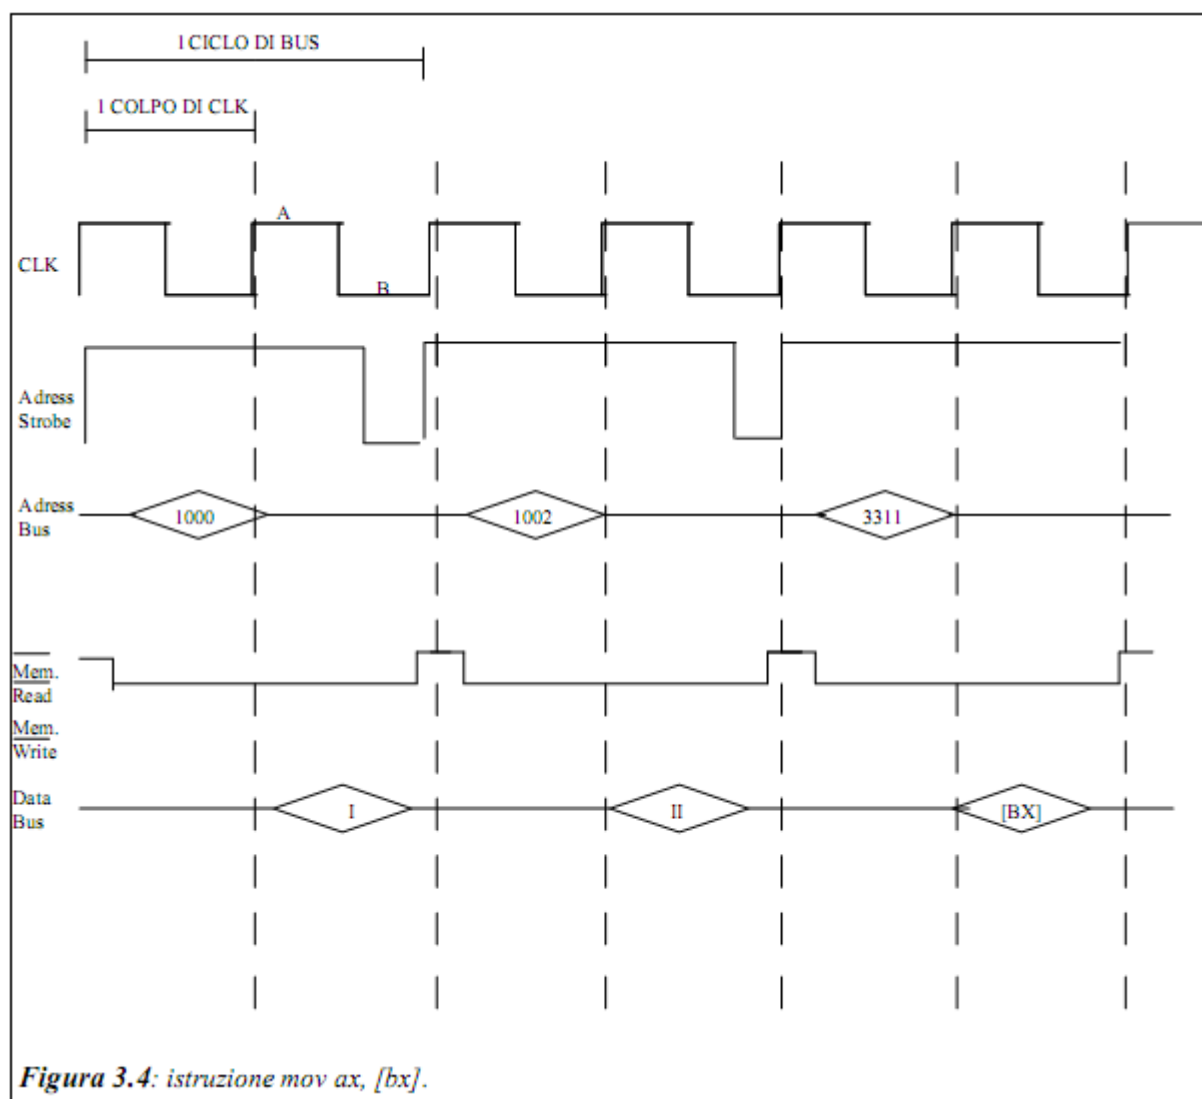 1 CICLO DI BUS
1 COLPO DI CLK
A
CLK
B
Adress
Strobe
Adress
Bus
1000
1002
3311
Mem.
Read
Mem.
Write
Data
Bus
I
II
[BX]
Figura 3.4: istruzione mov ax, [bx].